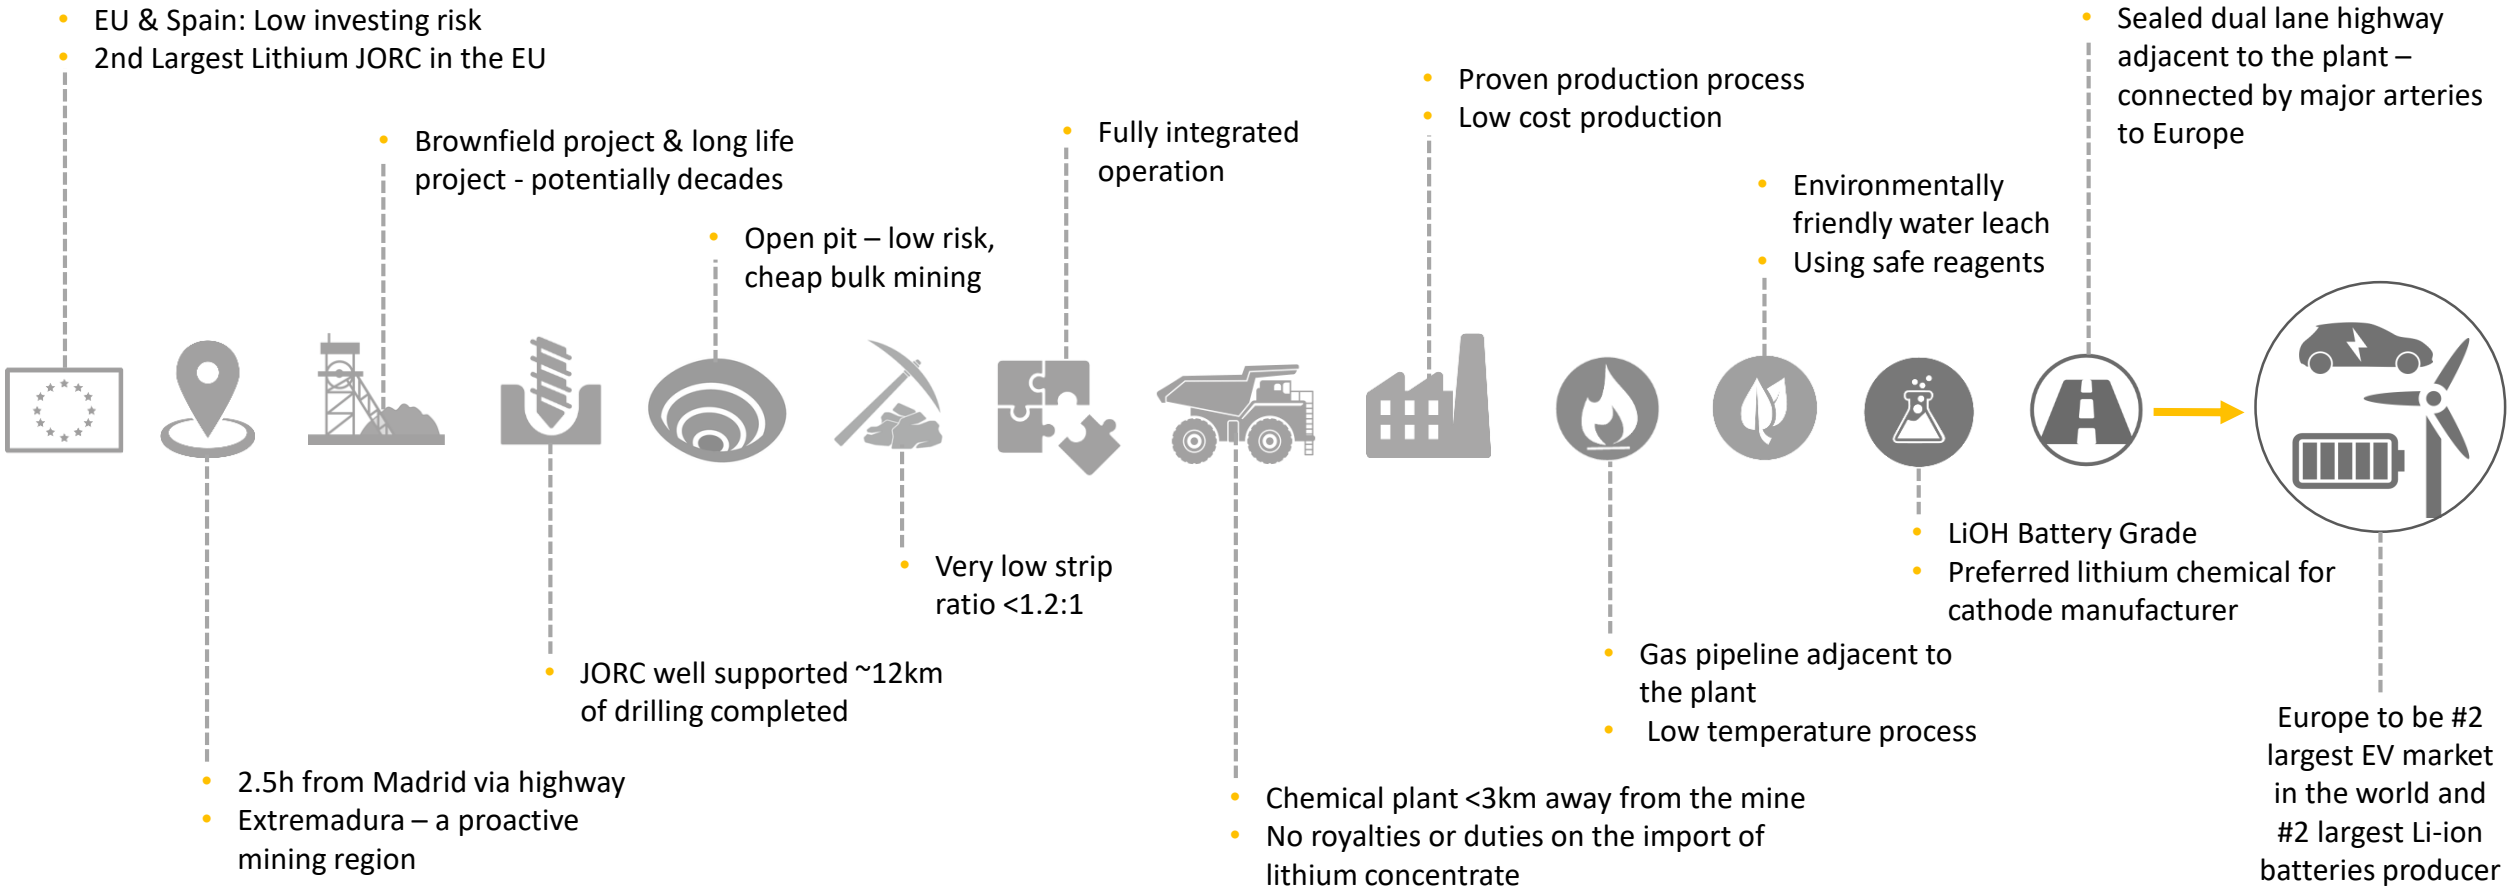 • EU & Spain: Low investing risk
• 2nd Largest Lithium JORC in the EU
• 2.5h from Madrid via highway
• Extremadura – a proactive
mining region
• Brownfield project & long life
project - potentially decades
• JORC well supported ~12km
of drilling completed
• Open pit – low risk,
cheap bulk mining
• Very low strip
ratio <1.2:1
• Fully integrated
operation
• Chemical plant <3km away from the mine
• No royalties or duties on the import of
lithium concentrate
• Proven production process
• Low cost production
• Gas pipeline adjacent to
the plant
• Low temperature process
• Environmentally
friendly water leach
• Using safe reagents
• LiOH Battery Grade
• Preferred lithium chemical for
cathode manufacturer
• Sealed dual lane highway
adjacent to the plant –
connected by major arteries
to Europe
Europe to be #2
largest EV market
in the world and
#2 largest Li-ion
batteries producer